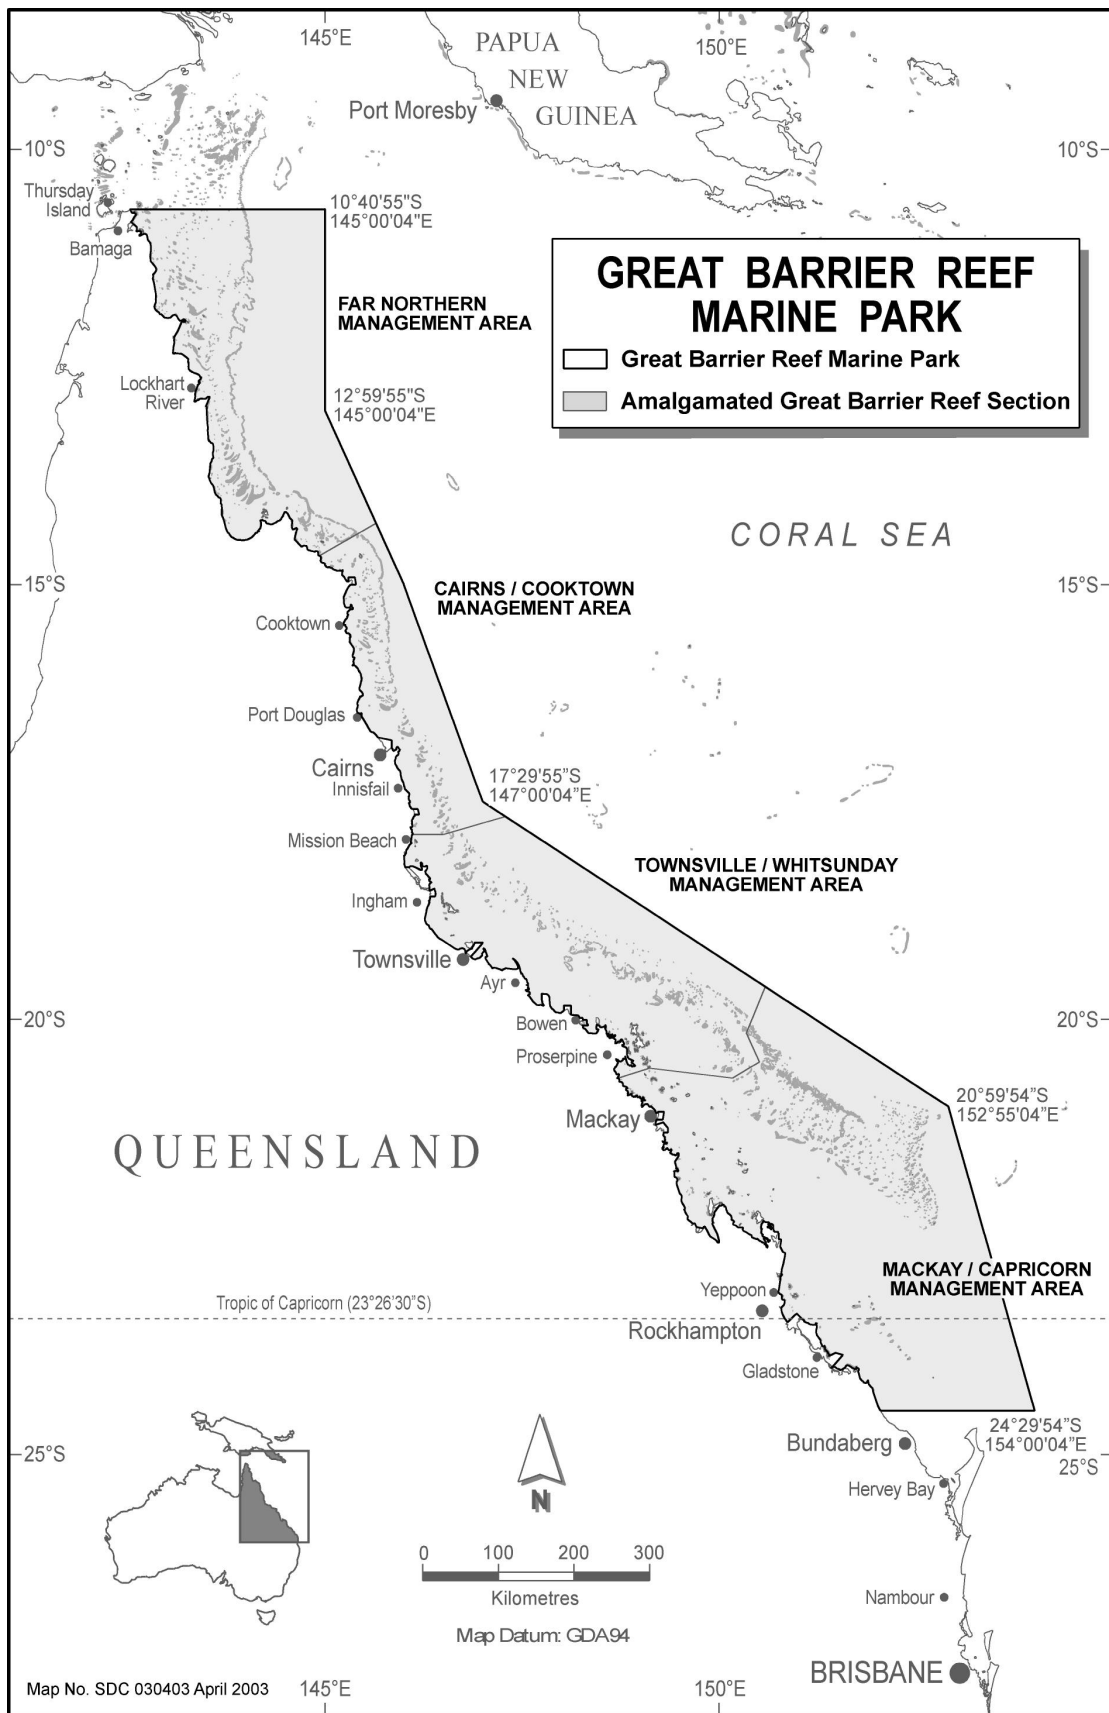 145°E
150°E
PAPUA
NEW
GUINEA
Port Moresby
10°S
10°S
Thursday
Island
Bamaga
10°40'55"S
145°00'04"E
GREAT BARRIER REEF
MARINE PARK
Great Barrier Reef Marine Park
Amalgamated Great Barrier Reef Section
FAR NORTHERN
MANAGEMENT AREA
Lockhart
River
12°59'55"S
145°00'04"E
CORAL SEA
15°S
15°S
CAIRNS / COOKTOWN
MANAGEMENT AREA
Cooktown
Port Douglas
Cairns
Innisfail
17°29'55”S
147°00'04”E
Mission Beach
TOWNSVILLE / WHITSUNDAY
MANAGEMENT AREA
Ingham
Townsville
Ayr
Bowen
20°S
20°S
Proserpine
20°59'54”S
152°55'04”E
Mackay
QUEENSLAND
MACKAY / CAPRICORN
MANAGEMENT AREA
Yeppoon
Tropic of Capricorn (23°26'30”S)
Rockhampton
Gladstone
24°29'54”S
154°00'04”E
Bundaberg
25°S
25°S
Hervey Bay
N
0 100 200 300
Kilometres
Map Datum: GDA94
Nambour
BRISBANE
Map No. SDC 030403 April 2003
145°E
150°E